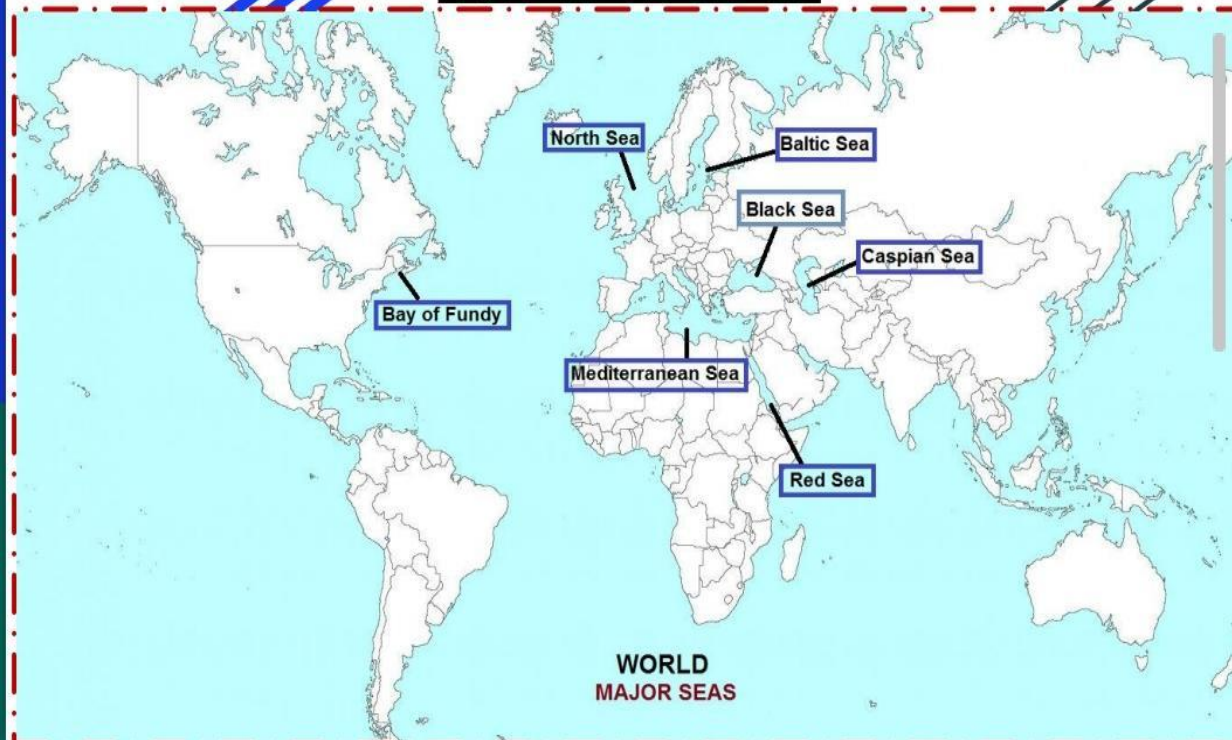 North Sea
Baltic Sea
Black Sea
Caspian Sea
Bay of Fundy
Mediterranean Sea
Red Sea
WORLD
MAJOR SEAS